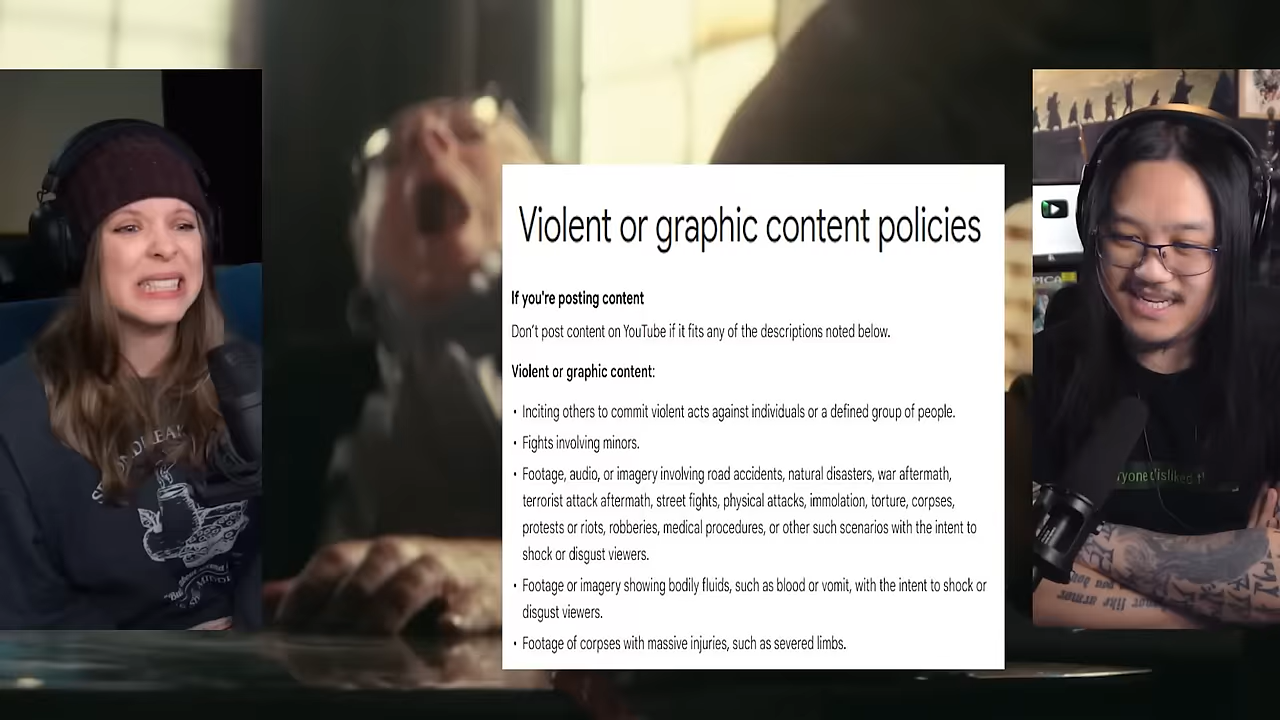 Violent or graphic content policies
If you're posting content
Don't post content on YouTube if it fits any of the descriptions noted below.
Violent or graphic content:
• Inciting others to commit violent acts against individuals or a defined group of people.
• Fights involving minors.
• Footage, audio, or imagery involving road accidents, natural disasters, war aftermath,
terrorist attack aftermath, street fights, physical attacks, immolation, torture, corpses,
protests or riots, robberies, medical procedures, or other such scenarios with the intent to
shock or disgust viewers.
• Footage or imagery showing bodily fluids, such as blood or vomit, with the intent to shock or
disgust viewers.
• Footage of corpses with massive injuries, such as severed limbs.
PICA
ryone disliked t
like armor